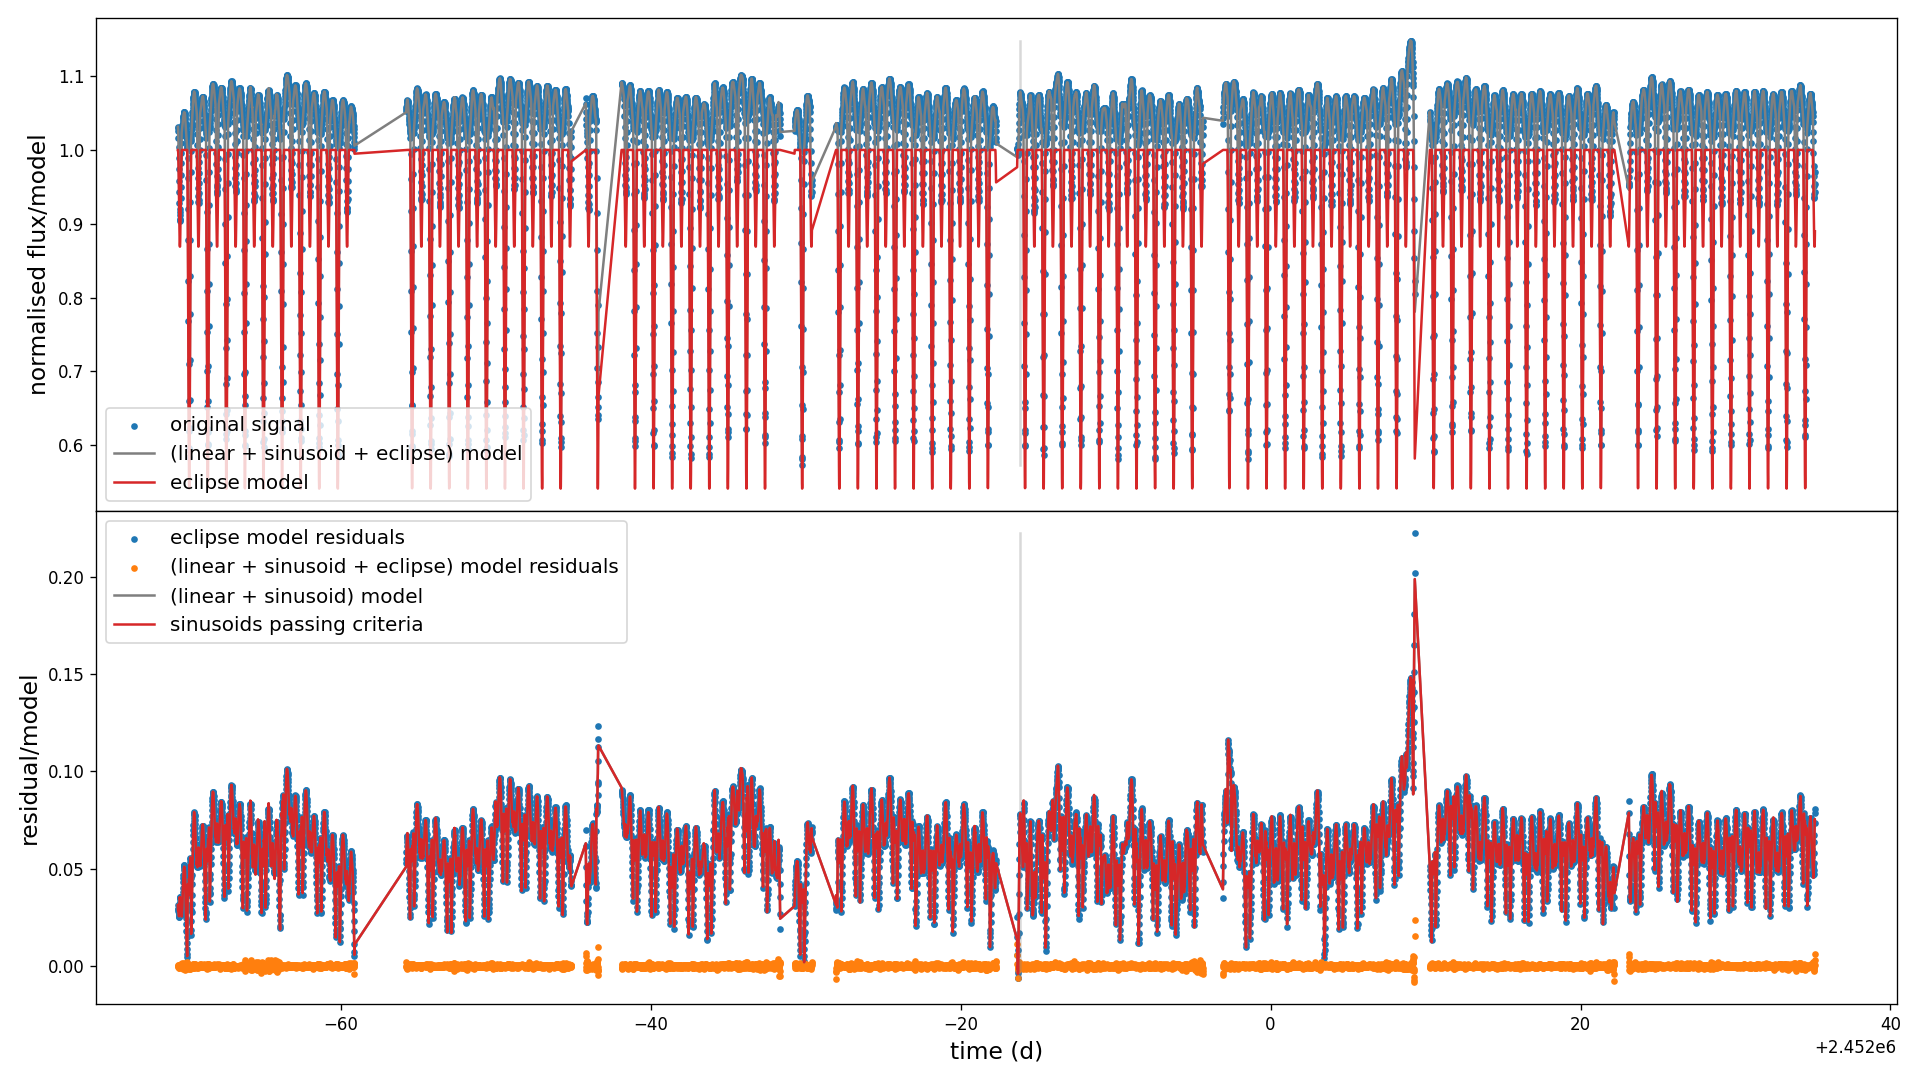 normalised flux/model
1.1
1.0
0.9
0.8
0.7
0.6
original signal
(linear + sinusoid + eclipse) model
eclipse model
residual/model
0.20
0.15
0.10
0.05
0.00
eclipse model residuals
(linear + sinusoid + eclipse) model residuals
(linear + sinusoid) model
sinusoids passing criteria
−60 −40 −20 0 20 40
time (d)
+2.452e6